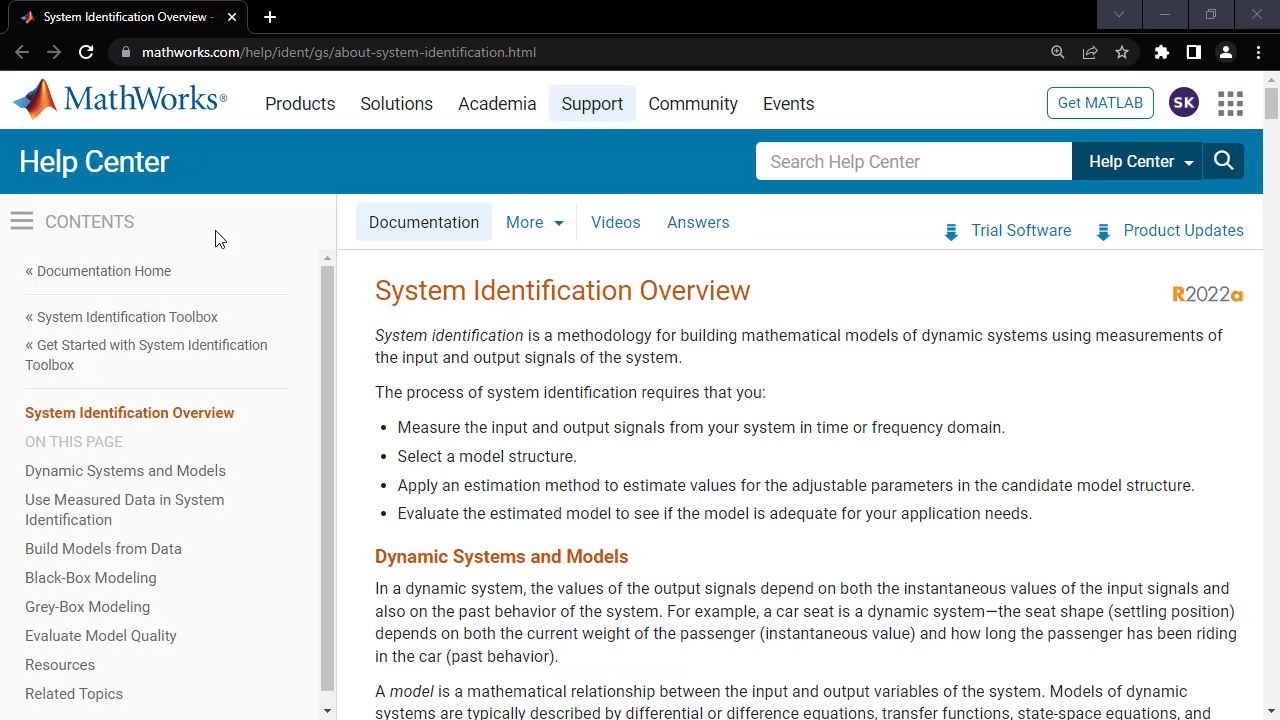 System Identification Overview -
mathworks.com/help/ident/gs/about-system-identification.html
MathWorks®
Products
Solutions
Academia
Support
Community
Events
Get MATLAB
SK
Help Center
Search Help Center
Help Center
CONTENTS
« Documentation Home
« System Identification Toolbox
« Get Started with System Identification
Toolbox
System Identification Overview
ON THIS PAGE
Dynamic Systems and Models
Use Measured Data in System
Identification
Build Models from Data
Black-Box Modeling
Grey-Box Modeling
Evaluate Model Quality
Resources
Related Topics
Documentation
More
Videos
Answers
Trial Software
Product Updates
System Identification Overview
R2022a
System identification is a methodology for building mathematical models of dynamic systems using measurements of
the input and output signals of the system.
The process of system identification requires that you:
• Measure the input and output signals from your system in time or frequency domain.
• Select a model structure.
• Apply an estimation method to estimate values for the adjustable parameters in the candidate model structure.
• Evaluate the estimated model to see if the model is adequate for your application needs.
Dynamic Systems and Models
In a dynamic system, the values of the output signals depend on both the instantaneous values of the input signals and
also on the past behavior of the system. For example, a car seat is a dynamic system—the seat shape (settling position)
depends on both the current weight of the passenger (instantaneous value) and how long the passenger has been riding
in the car (past behavior).
A model is a mathematical relationship between the input and output variables of the system. Models of dynamic
systems are typically described by differential or difference equations, transfer functions, state-space equations, and